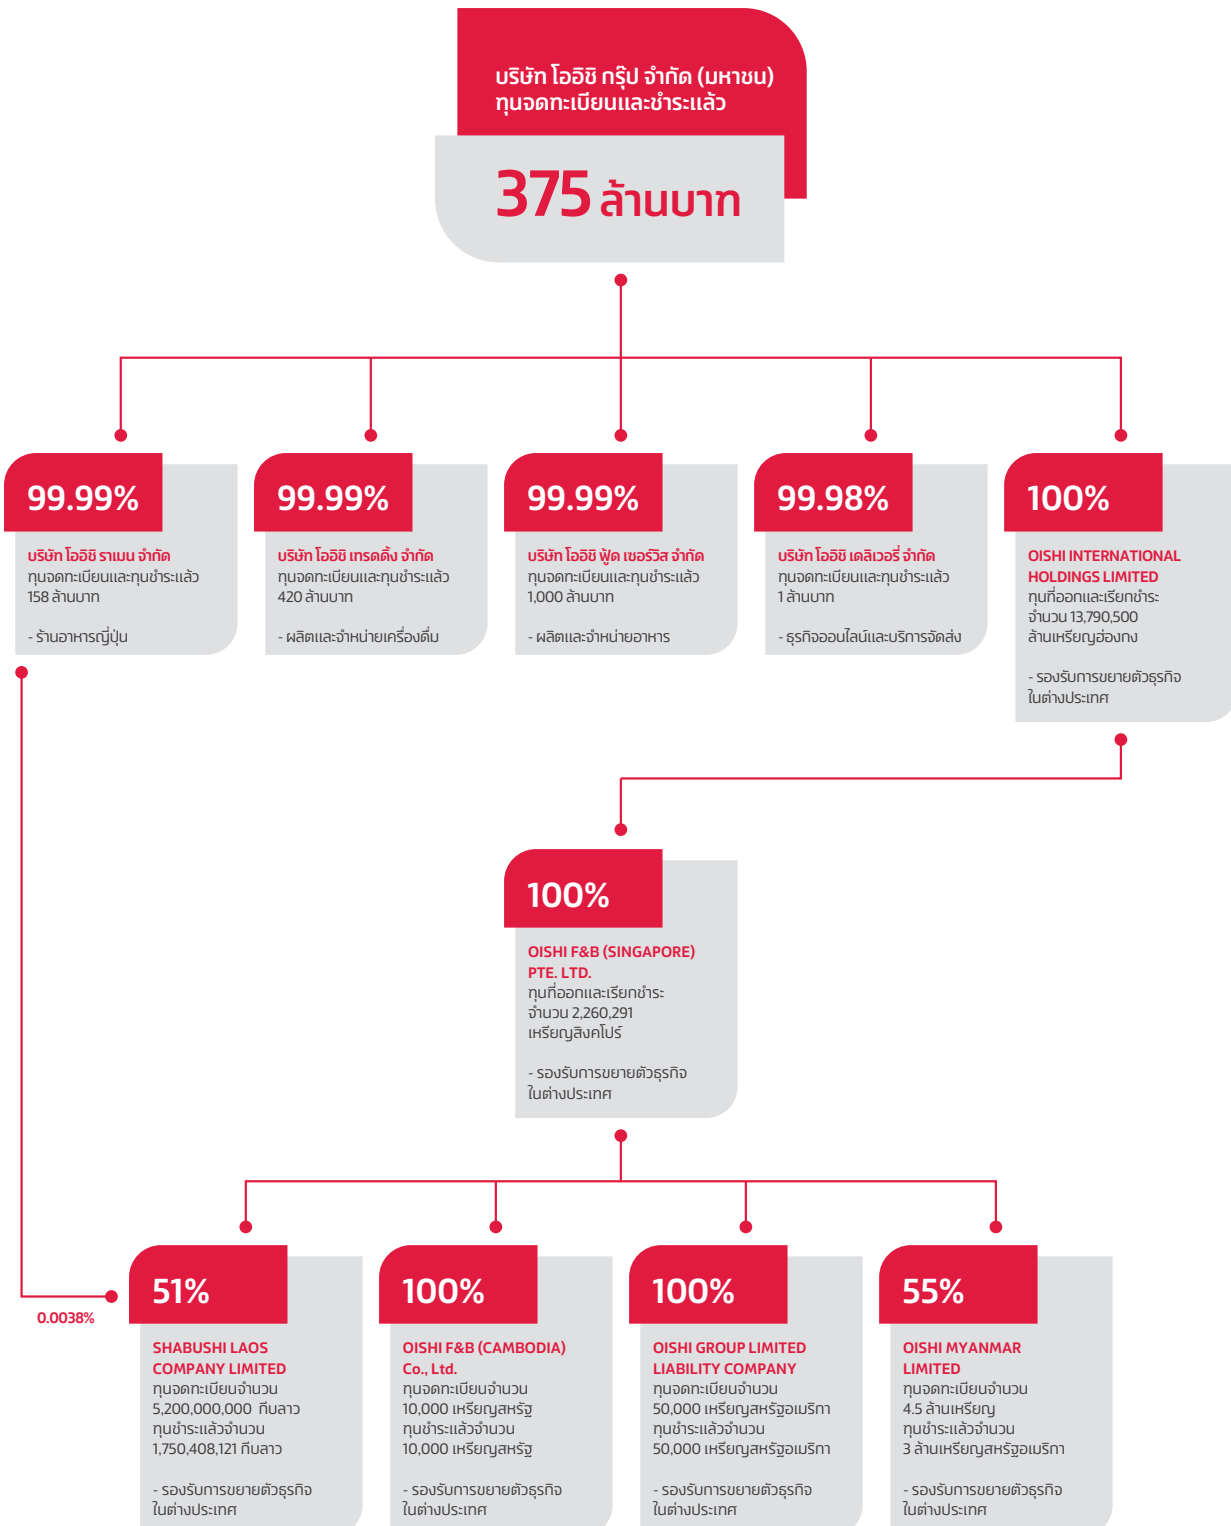 บริษัท โออิชิ กรุ๊ป จำกัด (มหาชน)
ทุนจดทะเบียนและชำระแล้ว
375 ล้านบาท
99.99%
บริษัท โออิชิ ราเมน จำกัด
ทุนจดทะเบียนและทุนชำระแล้ว
158 ล้านบาท
- ร้านอาหารญี่ปุ่น
99.99%
บริษัท โออิชิ เทรดดิ้ง จำกัด
ทุนจดทะเบียนและทุนชำระแล้ว
420 ล้านบาท
- ผลิตและจำหน่ายเครื่องดื่ม
99.99%
บริษัท โออิชิ ฟู้ด เซอร์วิส จำกัด
ทุนจดทะเบียนและทุนชำระแล้ว
1,000 ล้านบาท
- ผลิตและจำหน่ายอาหาร
99.98%
บริษัท โออิชิ เดลิเวอรี่ จำกัด
ทุนจดทะเบียนและทุนชำระแล้ว
1 ล้านบาท
- ธุรกิจออนไลน์และบริการจัดส่ง
100%
OISHI INTERNATIONAL
HOLDINGS LIMITED
ทุนที่ออกและเรียกชำระ
จำนวน 13,790,500
ล้านเหรียญฮ่องกง
- รองรับการขยายตัวธุรกิจ
ในต่างประเทศ
100%
OISHI F&B (SINGAPORE)
PTE. LTD.
ทุนที่ออกและเรียกชำระ
จำนวน 2,260,291
เหรียญสิงคโปร์
- รองรับการขยายตัวธุรกิจ
ในต่างประเทศ
0.0038%
51%
SHABUSHI LAOS
COMPANY LIMITED
ทุนจดทะเบียนจำนวน
5,200,000,000 กีบลาว
ทุนชำระแล้วจำนวน
1,750,408,121 กีบลาว
- รองรับการขยายตัวธุรกิจ
ในต่างประเทศ
100%
OISHI F&B (CAMBODIA)
Co., Ltd.
ทุนจดทะเบียนจำนวน
10,000 เหรียญสหรัฐ
ทุนชำระแล้วจำนวน
10,000 เหรียญสหรัฐ
- รองรับการขยายตัวธุรกิจ
ในต่างประเทศ
100%
OISHI GROUP LIMITED
LIABILITY COMPANY
ทุนจดทะเบียนจำนวน
50,000 เหรียญสหรัฐอเมริกา
ทุนชำระแล้วจำนวน
50,000 เหรียญสหรัฐอเมริกา
- รองรับการขยายตัวธุรกิจ
ในต่างประเทศ
55%
OISHI MYANMAR
LIMITED
ทุนจดทะเบียนจำนวน
4.5 ล้านเหรียญ
ทุนชำระแล้วจำนวน
3 ล้านเหรียญสหรัฐอเมริกา
- รองรับการขยายตัวธุรกิจ
ในต่างประเทศ